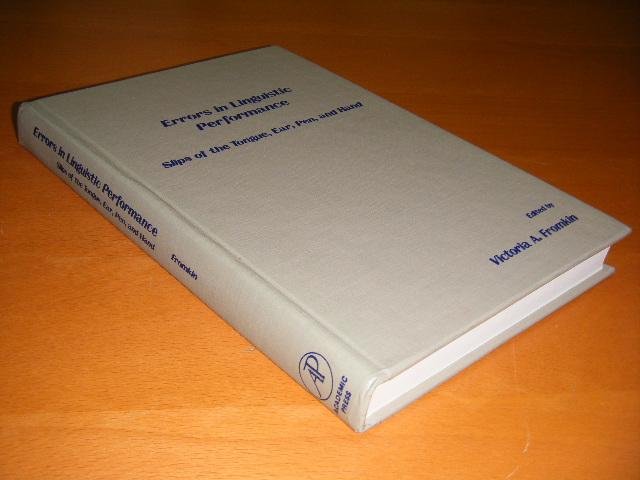 Errors in Linguistic
Performance
Slips of the Tongue, Ear, Pen, and Hand
Edited by
Victoria A. Fromkin
Errors in Linguistic Performance
Slips of the Tongue, Ear, Pen, and Hand
Fromkin
AP
ACADEMIC
PRESS